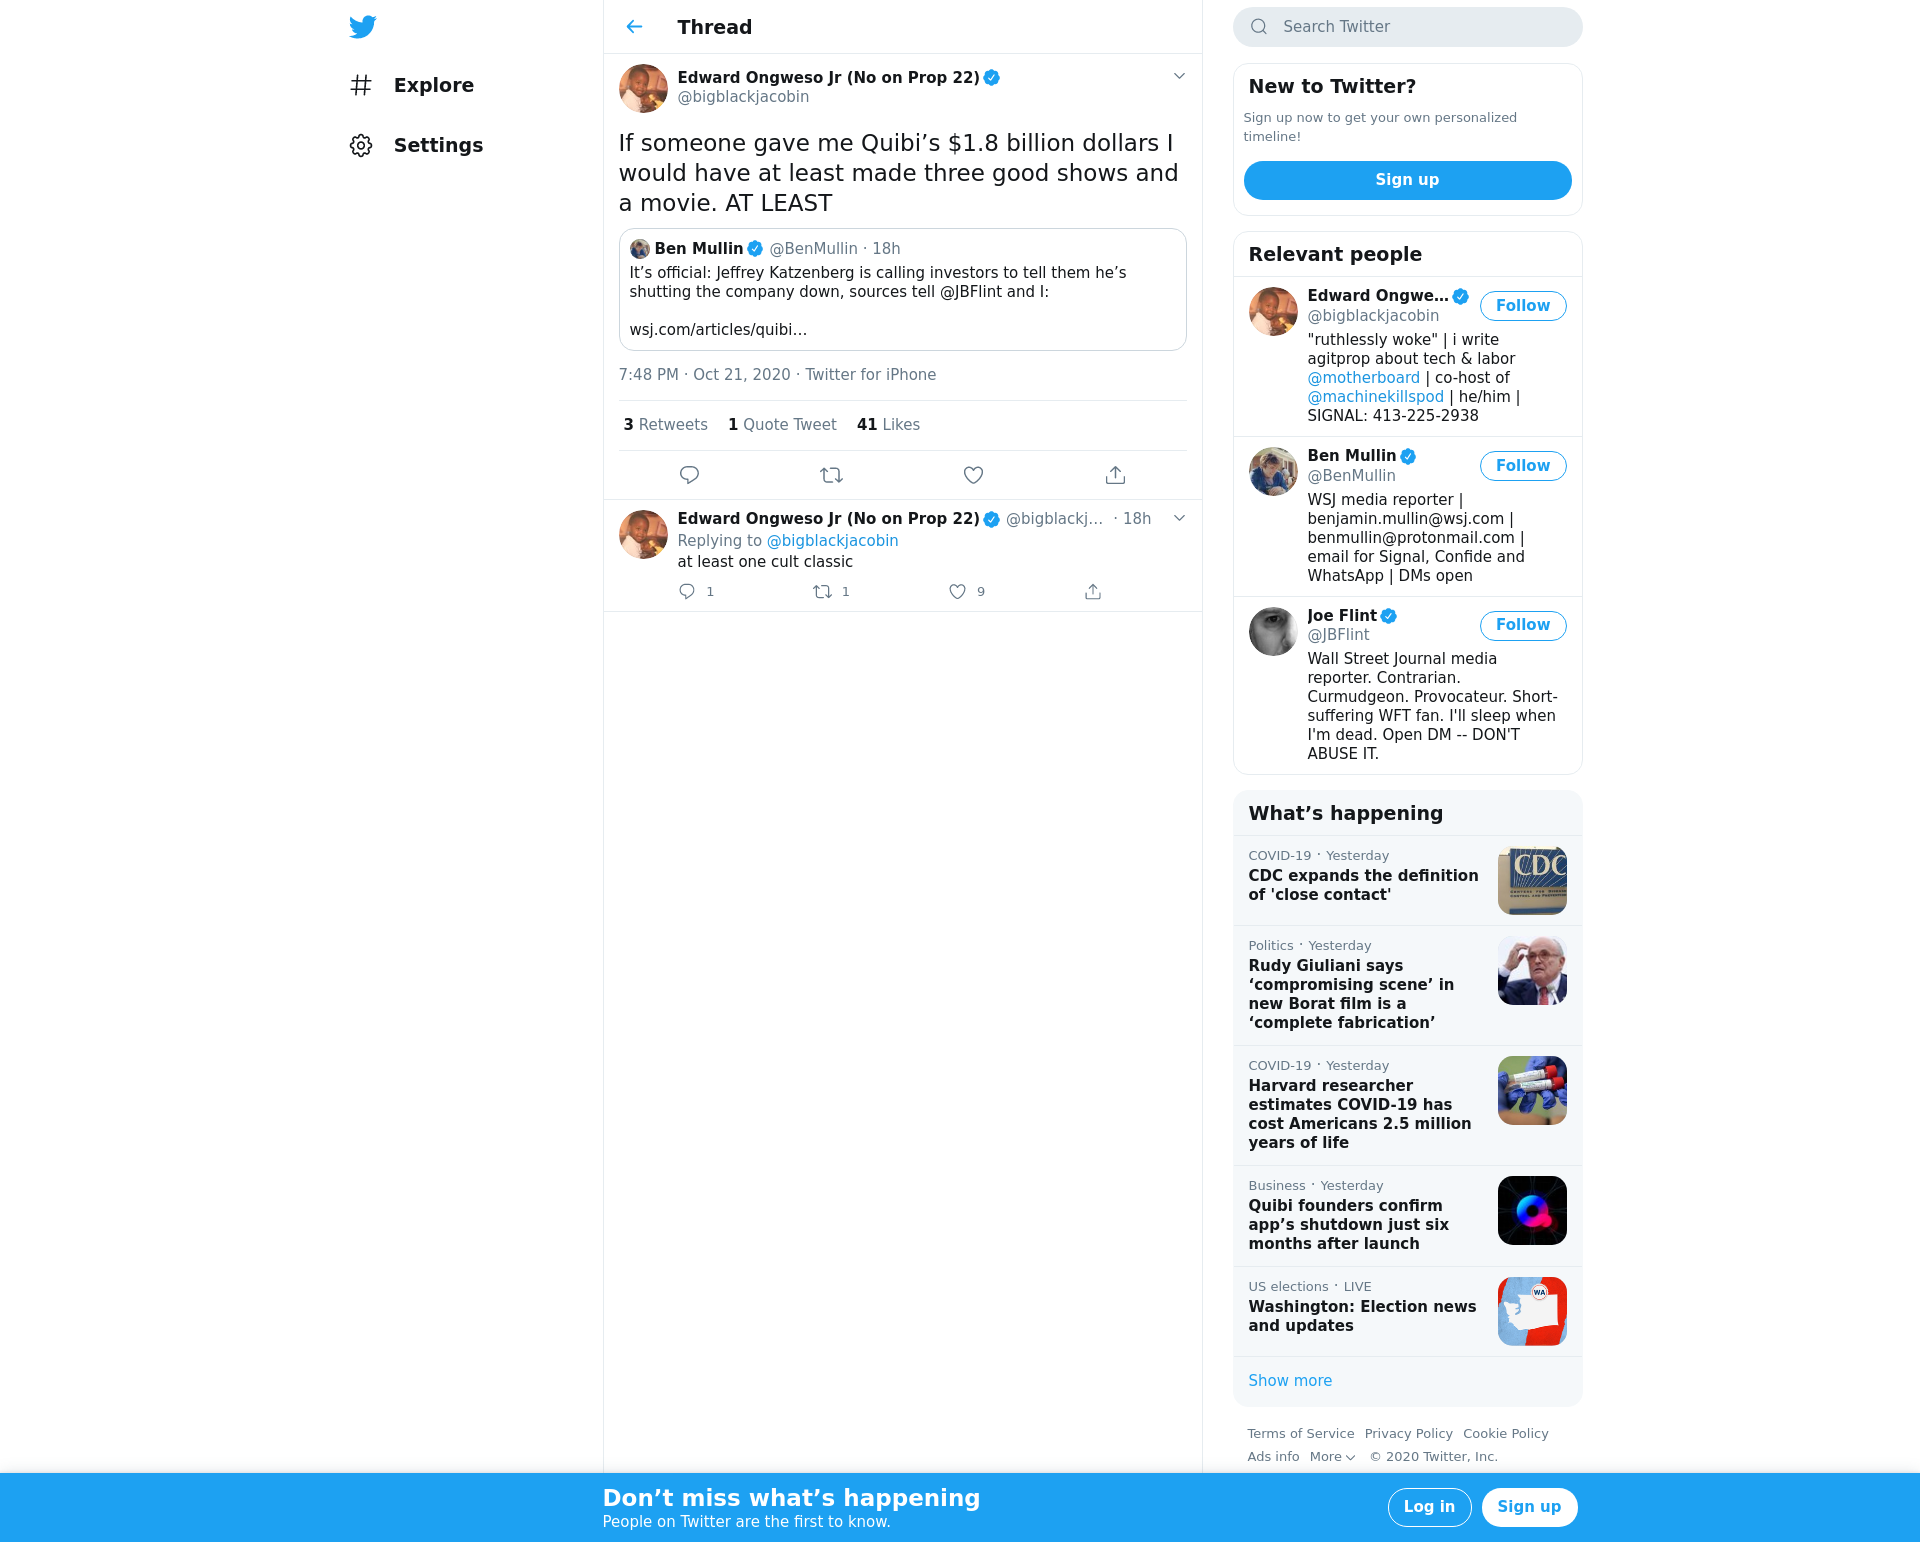 Explore
Settings
Thread
Edward Ongweso Jr (No on Prop 22)
@bigblackjacobin
If someone gave me Quibi’s $1.8 billion dollars I
would have at least made three good shows and
a movie. AT LEAST
Ben Mullin @BenMullin · 18h
It’s official: Jeffrey Katzenberg is calling investors to tell them he’s
shutting the company down, sources tell @JBFlint and I:
wsj.com/articles/quibi…
7:48 PM · Oct 21, 2020 · Twitter for iPhone
3 Retweets 1 Quote Tweet 41 Likes
Edward Ongweso Jr (No on Prop 22) @bigblackj… · 18h
Replying to @bigblackjacobin
at least one cult classic
1 1 9
Search Twitter
New to Twitter?
Sign up now to get your own personalized
timeline!
Sign up
Relevant people
Edward Ongwe… Follow
@bigblackjacobin
"ruthlessly woke" | i write
agitprop about tech & labor
@motherboard | co-host of
@machinekillspod | he/him |
SIGNAL: 413-225-2938
Ben Mullin Follow
@BenMullin
WSJ media reporter |
benjamin.mullin@wsj.com |
benmullin@protonmail.com |
email for Signal, Confide and
WhatsApp | DMs open
Joe Flint Follow
@JBFlint
Wall Street Journal media
reporter. Contrarian.
Curmudgeon. Provocateur. Short-
suffering WFT fan. I'll sleep when
I'm dead. Open DM -- DON'T
ABUSE IT.
What’s happening
COVID-19 · Yesterday
CDC expands the definition
of 'close contact'
CDC
Politics · Yesterday
Rudy Giuliani says
‘compromising scene’ in
new Borat film is a
‘complete fabrication’
COVID-19 · Yesterday
Harvard researcher
estimates COVID-19 has
cost Americans 2.5 million
years of life
Business · Yesterday
Quibi founders confirm
app’s shutdown just six
months after launch
US elections · LIVE
Washington: Election news
and updates
WA
Show more
Terms of Service Privacy Policy Cookie Policy
Ads info More © 2020 Twitter, Inc.
Don’t miss what’s happening
People on Twitter are the first to know.
Log in
Sign up